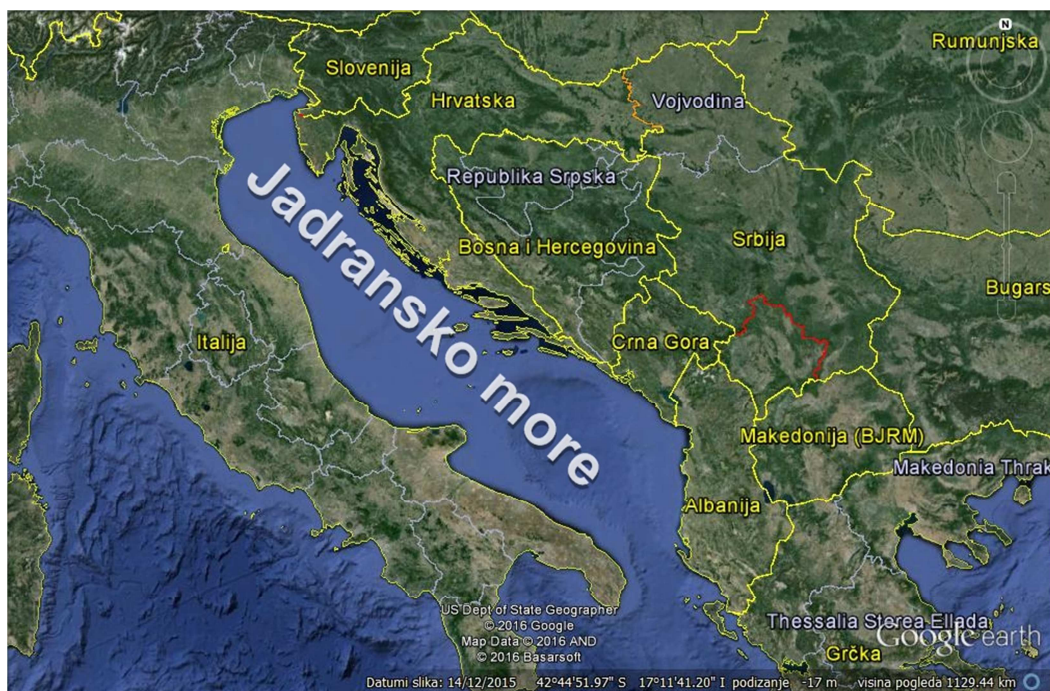 N
Rumunjska
Slovenija
Hrvatska
Vojvodina
Republika Srpska
Bosna i Hercegovina
Srbija
Bugars
Jadransko more
Italija
Crna Gora
Makedonija (BJRM)
Makedonia Thrak
Albanija
US Dept of State Geographer
© 2016 Google
Map Data © 2016 AND
© 2016 Basarsoft
Thessalia Sterea Ellada
Google earth
Grčka
Datumi slika: 14/12/2015 42°44'51.97" S 17°11'41.20" I podizanje -17 m visina pogleda 1129.44 km